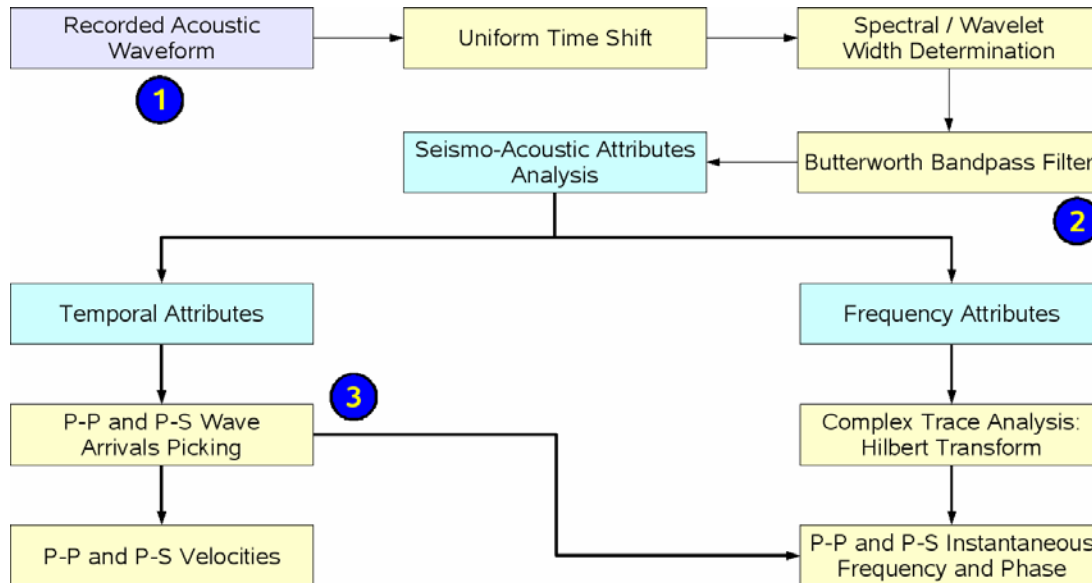 Recorded Acoustic
Waveform
Uniform Time Shift
Spectral / Wavelet
Width Determination
1
Seismo-Acoustic Attributes
Analysis
Butterworth Bandpass Filter
2
Temporal Attributes
Frequency Attributes
3
P-P and P-S Wave
Arrivals Picking
Complex Trace Analysis:
Hilbert Transform
P-P and P-S Velocities
P-P and P-S Instantaneous
Frequency and Phase